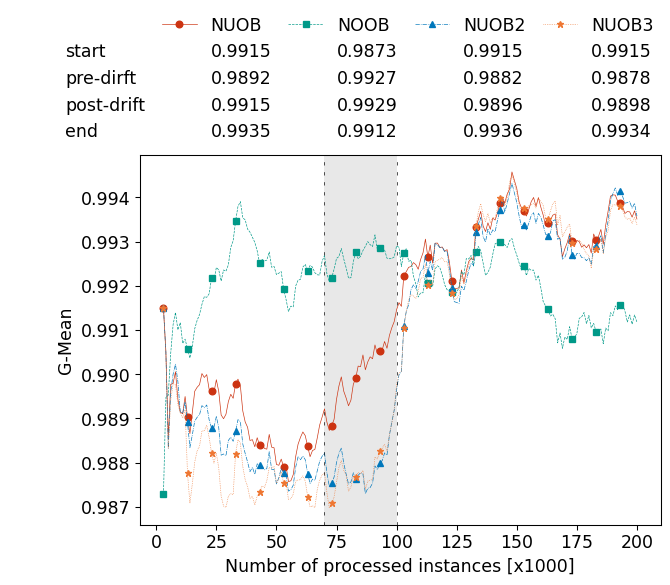 NUOB NOOB NUOB2 NUOB3
start 0.9915 0.9873 0.9915 0.9915
pre-dirft 0.9892 0.9927 0.9882 0.9878
post-drift 0.9915 0.9929 0.9896 0.9898
end 0.9935 0.9912 0.9936 0.9934
G-Mean
0.994
0.993
0.992
0.991
0.990
0.989
0.988
0.987
0 25 50 75 100 125 150 175 200
Number of processed instances [x1000]